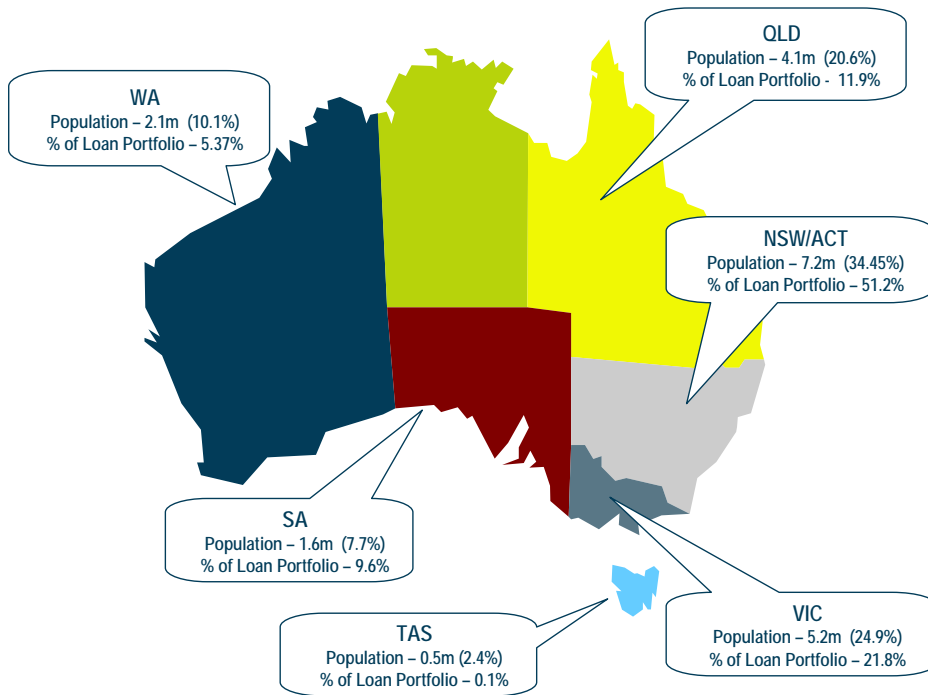 QLD
Population – 4.1m (20.6%)
% of Loan Portfolio - 11.9%
WA
Population – 2.1m (10.1%)
% of Loan Portfolio – 5.37%
NSW/ACT
Population – 7.2m (34.45%)
% of Loan Portfolio – 51.2%
SA
Population – 1.6m (7.7%)
% of Loan Portfolio – 9.6%
TAS
Population – 0.5m (2.4%)
% of Loan Portfolio – 0.1%
VIC
Population – 5.2m (24.9%)
% of Loan Portfolio – 21.8%